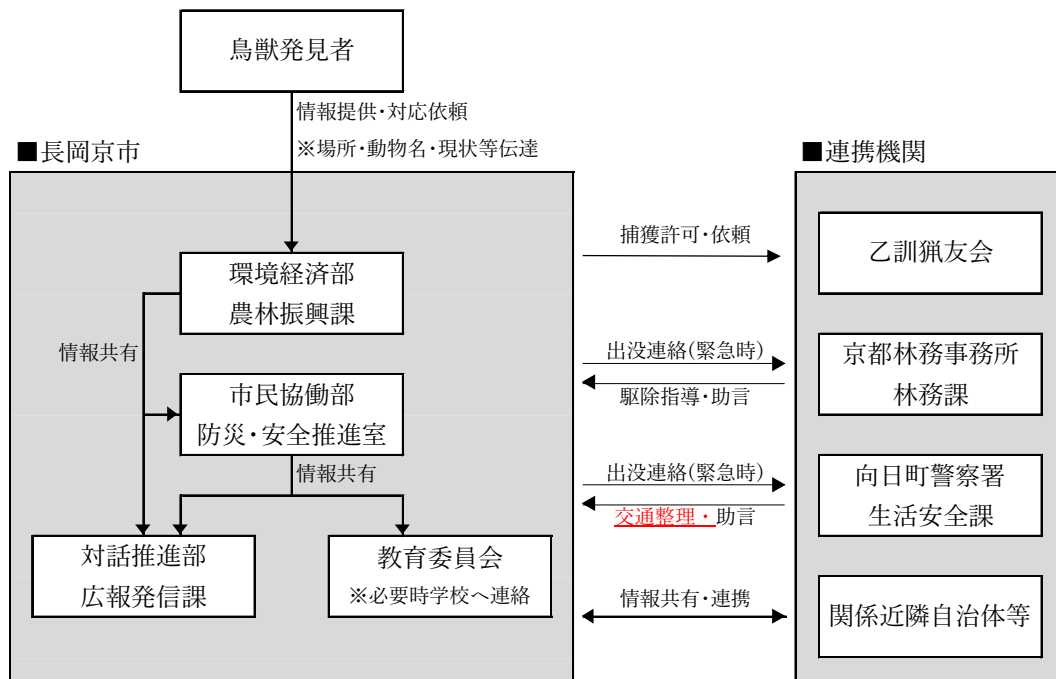 鳥獣発見者
情報提供・対応依頼
※場所・動物名・現状等伝達
■長岡京市
環境経済部
農林振興課
情報共有
市民協働部
防災・安全推進室
情報共有
対話推進部
広報発信課
教育委員会
※必要時学校へ連絡
捕獲許可・依頼
出没連絡(緊急時)
駆除指導・助言
出没連絡(緊急時)
交通整理・助言
情報共有・連携
■連携機関
乙訓猟友会
京都林務事務所
林務課
向日町警察署
生活安全課
関係近隣自治体等